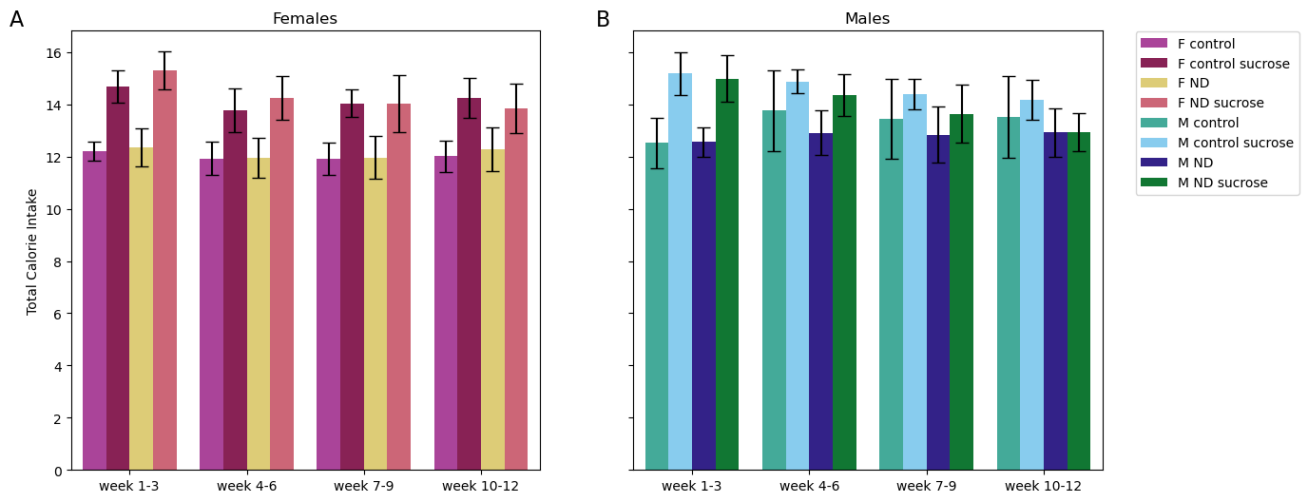 A
Females
B
Males
Total Calorie Intake
16
14
12
10
8
6
4
2
0
week 1-3
week 4-6
week 7-9
week 10-12
week 1-3
week 4-6
week 7-9
week 10-12
F control
F control sucrose
F ND
F ND sucrose
M control
M control sucrose
M ND
M ND sucrose